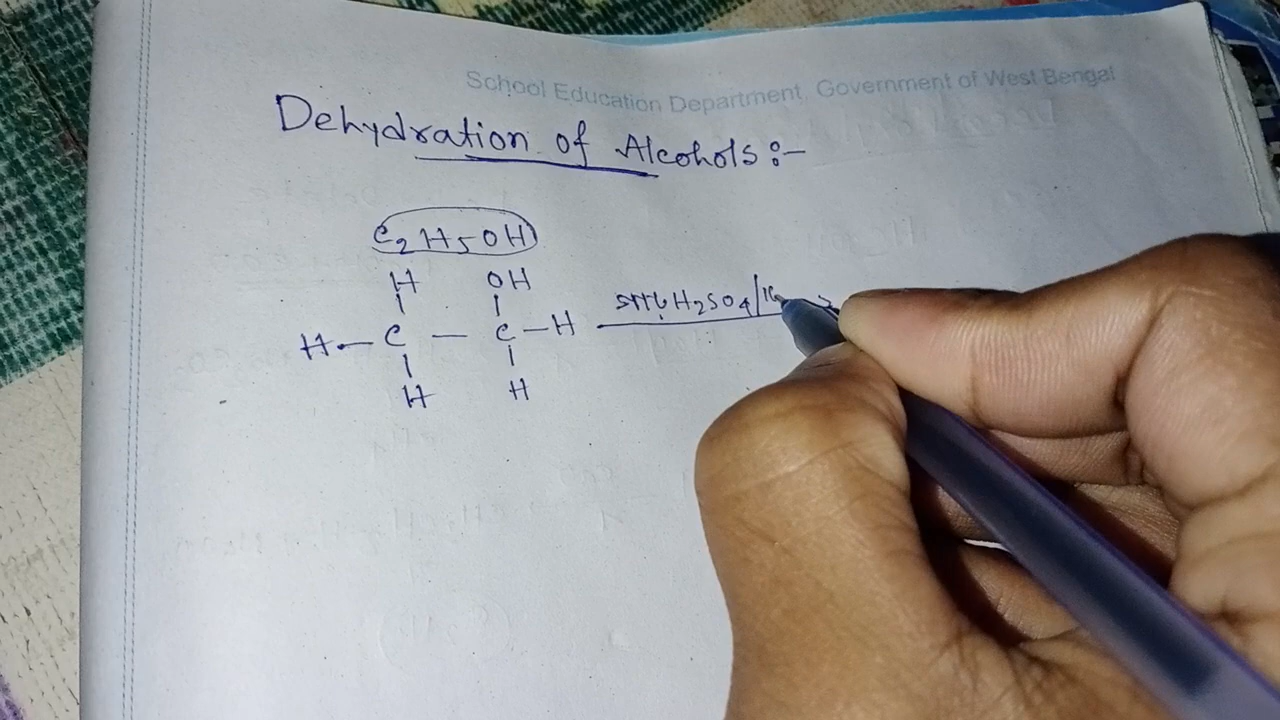 School Education Department, Government of West Bengal
Dehydration of Alcohols :-
C2H5OH
H OH
H - C - C - H H2SO4/
H H